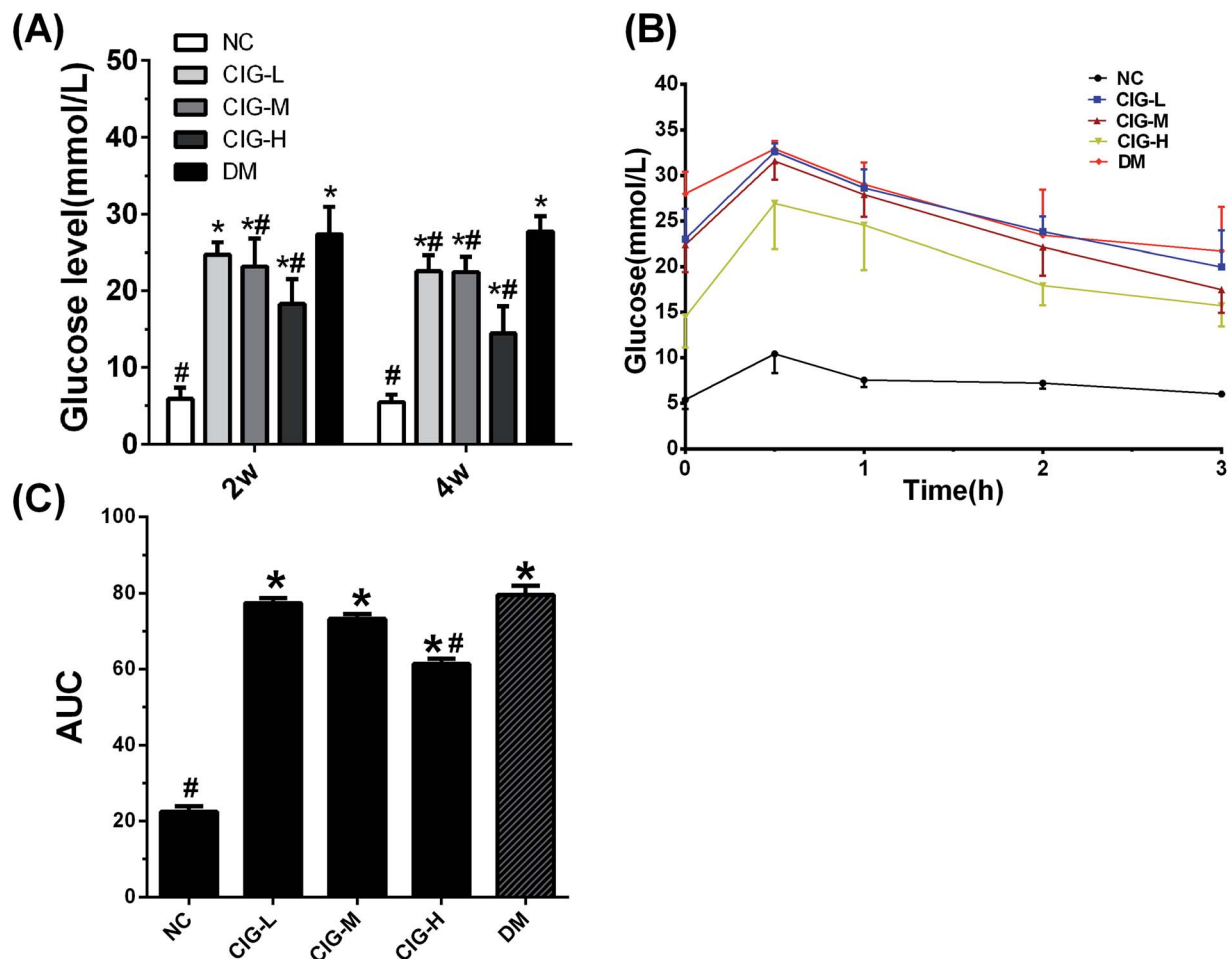 (A)
NC
CIG-L
CIG-M
CIG-H
DM
Glucose level(mmol/L)
50
40
30
20
10
0
# * *# *# *
# *# *# *# *
2w
4w
(B)
NC
CIG-L
CIG-M
CIG-H
DM
Glucose(mmol/L)
40
35
30
25
20
15
10
5
0
0 1 2 3
Time(h)
(C)
AUC
100
80
60
40
20
0
# * * *# *
NC CIG-L CIG-M CIG-H DM